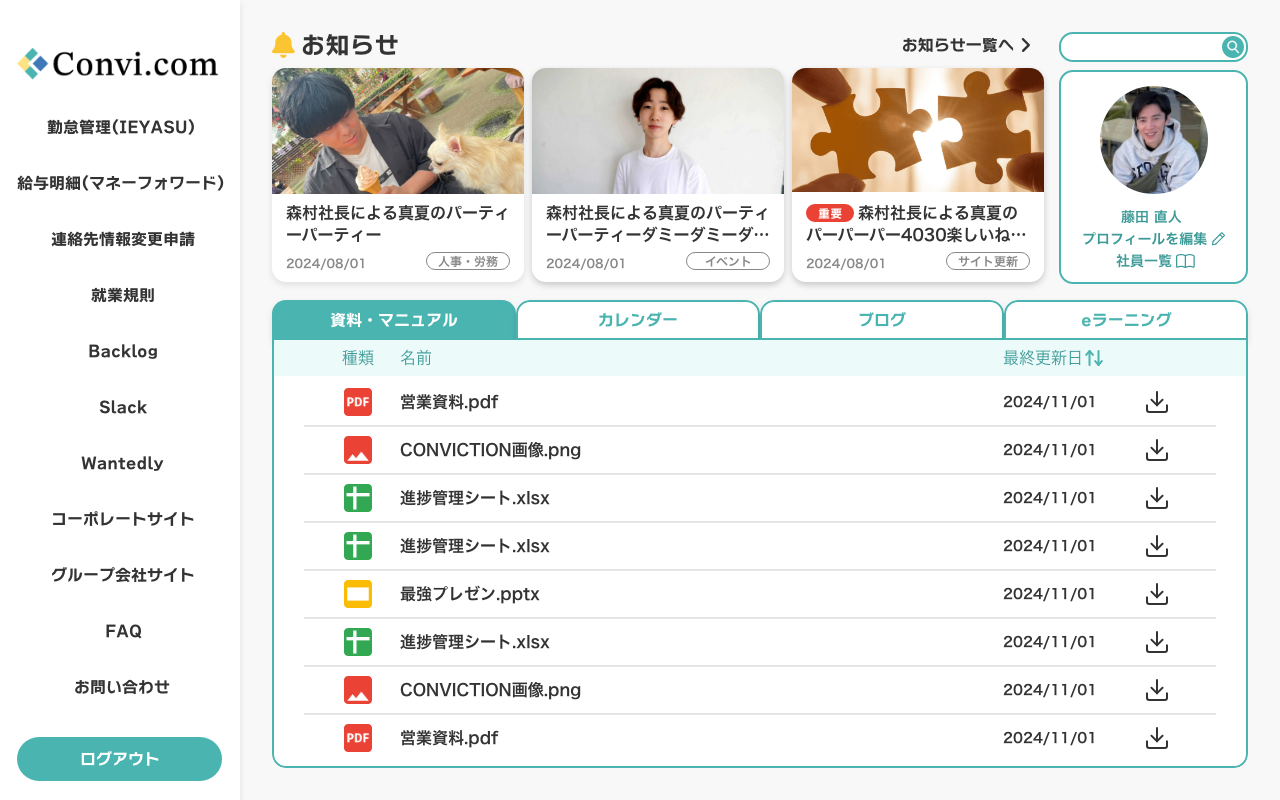 Convi.com
勤怠管理(IEYASU)
給与明細(マネーフォワード)
連絡先情報変更申請
就業規則
Backlog
Slack
Wantedly
コーポレートサイト
グループ会社サイト
FAQ
お問い合わせ
ログアウト
お知らせ
お知らせ一覧へ
森村社長による真夏のパーティ
ーパーティー
2024/08/01
人事・労務
森村社長による真夏のパーティ
ーパーティーダミーダミーダ…
2024/08/01
イベント
重要 森村社長による真夏の
パーパーパー4030楽しいね…
2024/08/01
サイト更新
藤田 直人
プロフィールを編集
社員一覧
資料・マニュアル
カレンダー
ブログ
eラーニング
種類 名前 最終更新日
PDF 営業資料.pdf 2024/11/01
CONVICTION画像.png 2024/11/01
進捗管理シート.xlsx 2024/11/01
進捗管理シート.xlsx 2024/11/01
最強プレゼン.pptx 2024/11/01
進捗管理シート.xlsx 2024/11/01
CONVICTION画像.png 2024/11/01
PDF 営業資料.pdf 2024/11/01